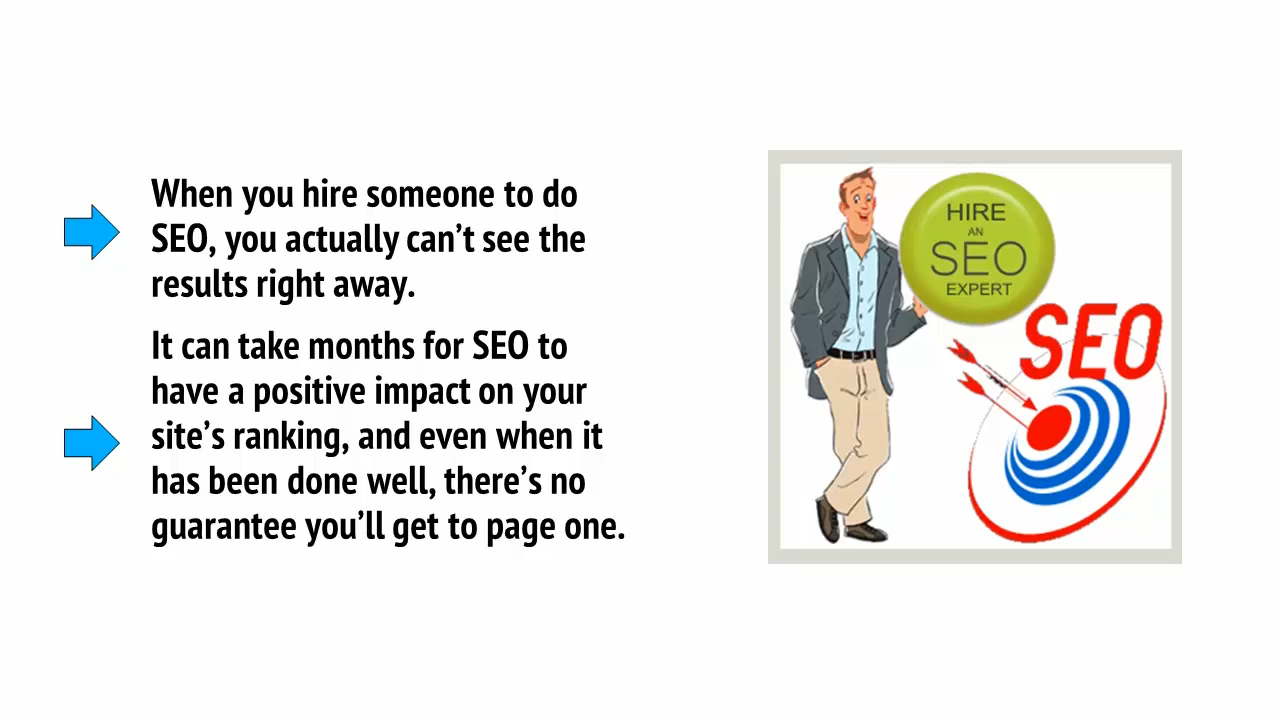 When you hire someone to do
SEO, you actually can't see the
results right away.
It can take months for SEO to
have a positive impact on your
site's ranking, and even when it
has been done well, there's no
guarantee you'll get to page one.
HIRE
AN
SEO
EXPERT
SEO